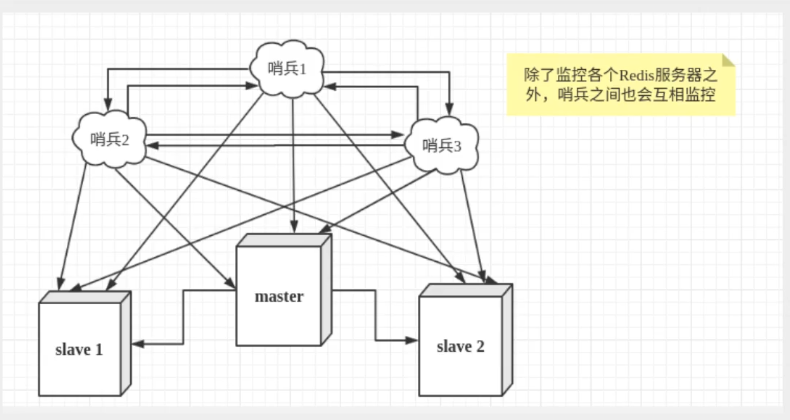 哨兵1
除了监控各个Redis服务器之
外，哨兵之间也会互相监控
哨兵2
哨兵3
master
slave 1
slave 2